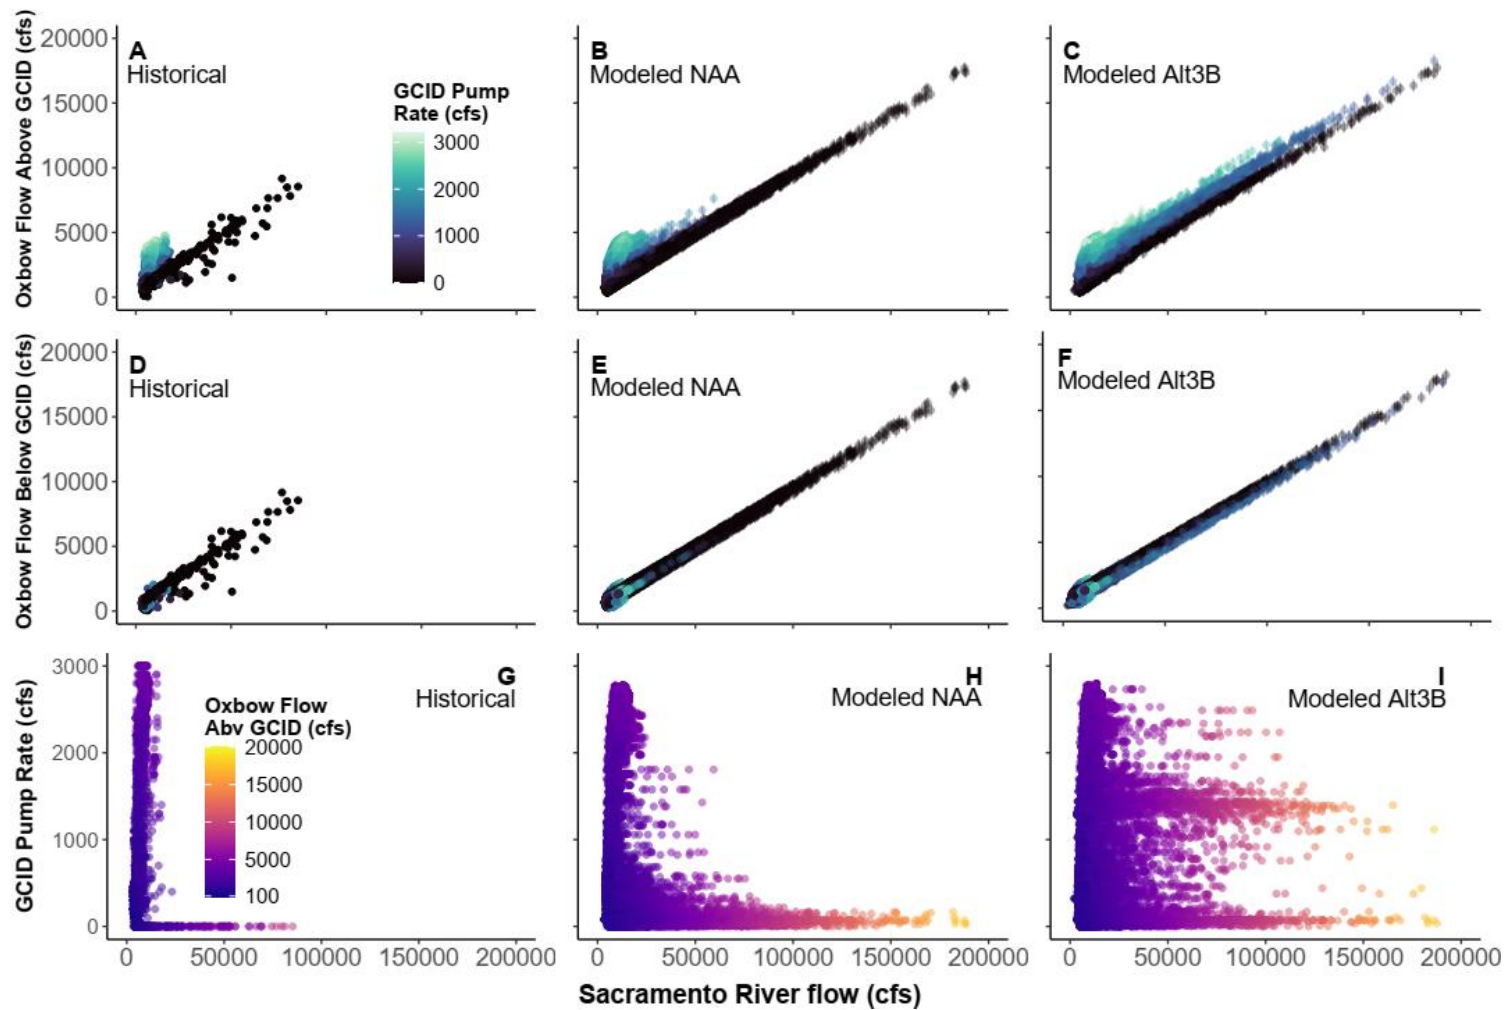 Oxbow Flow Above GCID (cfs)
20000
15000
10000
5000
0
A
Historical
GCID Pump
Rate (cfs)
3000
2000
1000
0
B
Modeled NAA
C
Modeled Alt3B
Oxbow Flow Below GCID (cfs)
20000
15000
10000
5000
0
D
Historical
E
Modeled NAA
F
Modeled Alt3B
GCID Pump Rate (cfs)
3000
2000
1000
0
G
Historical
Oxbow Flow
Abv GCID (cfs)
20000
15000
10000
5000
100
H
Modeled NAA
I
Modeled Alt3B
0 50000 100000 150000 200000
0 50000 100000 150000 200000
0 50000 100000 150000 200000
Sacramento River flow (cfs)